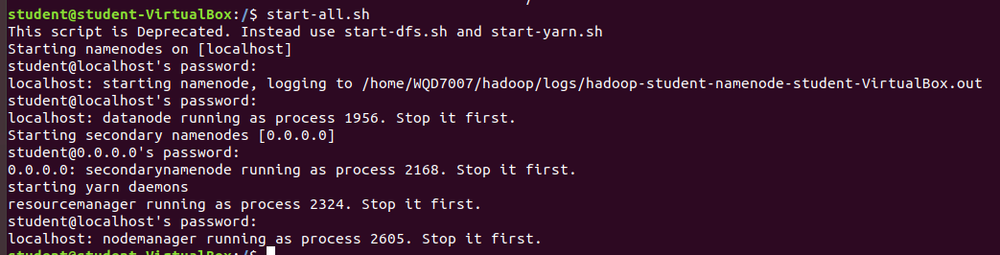 student@student-VirtualBox:/$ start-all.sh
This script is Deprecated. Instead use start-dfs.sh and start-yarn.sh
Starting namenodes on [localhost]
student@localhost's password:
localhost: starting namenode, logging to /home/WQD7007/hadoop/logs/hadoop-student-namenode-student-VirtualBox.out
student@localhost's password:
localhost: datanode running as process 1956. Stop it first.
Starting secondary namenodes [0.0.0.0]
student@0.0.0.0's password:
0.0.0.0: secondarynamenode running as process 2168. Stop it first.
starting yarn daemons
resourcemanager running as process 2324. Stop it first.
student@localhost's password:
localhost: nodemanager running as process 2605. Stop it first.
student@student-VirtualBox:/$